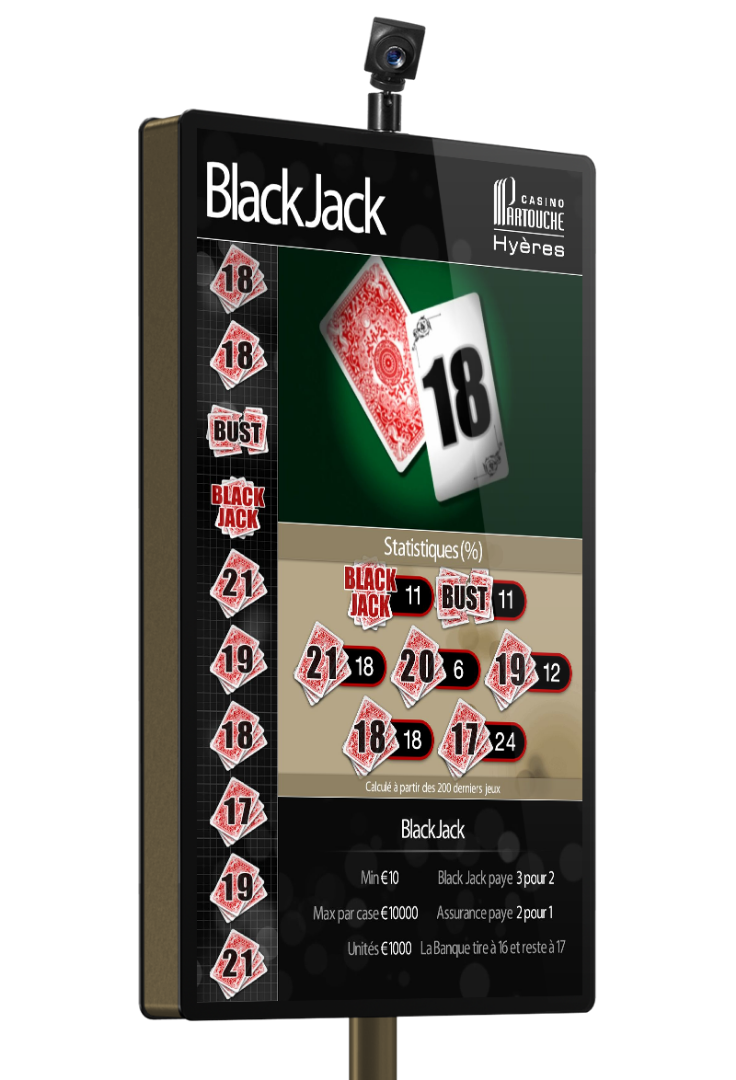 BlackJack
CASINO
PARTOUCHE
Hyères
18
18
BUST
BLACK
JACK
21
19
18
17
19
21
18
Statistiques (%)
BLACK
JACK 11 BUST 11
21 18 20 6 19 12
18 18 17 24
Calculé à partir des 200 derniers jeux
BlackJack
Min €10 Black Jack paye 3 pour 2
Max par case €10000 Assurance paye 2 pour 1
Unités €1000 La Banque tire à 16 et reste à 17